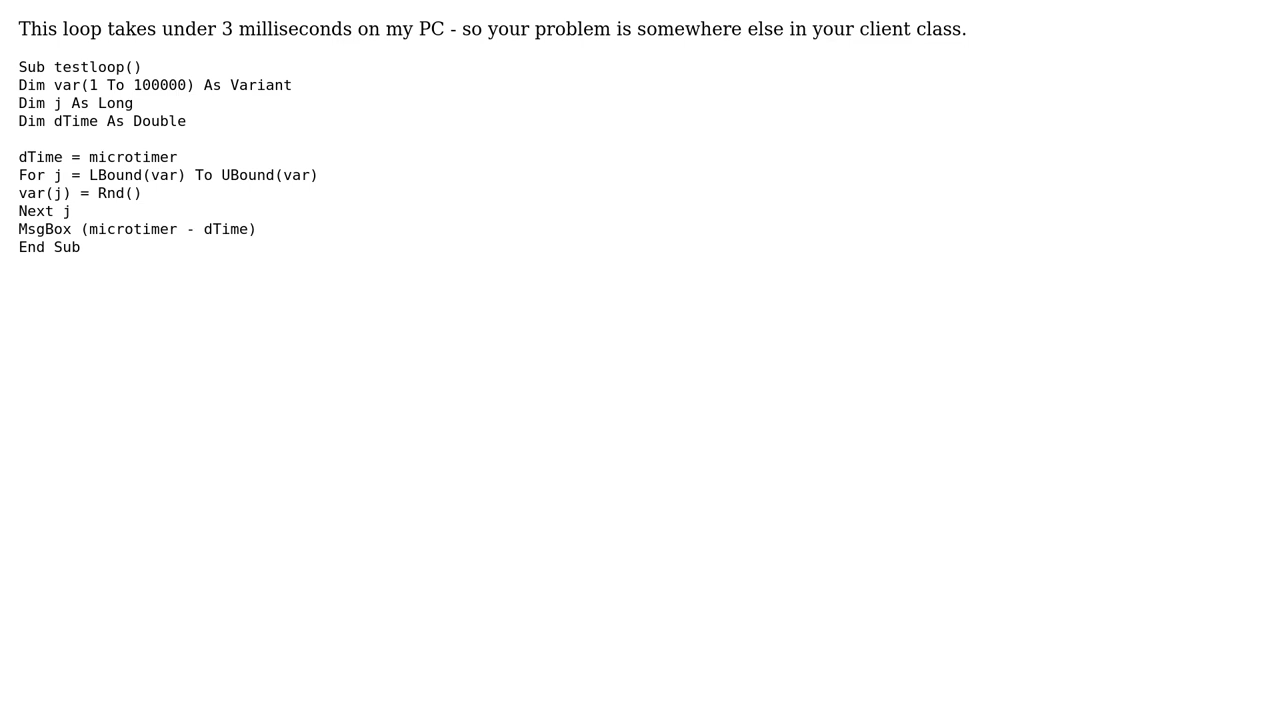 This loop takes under 3 milliseconds on my PC - so your problem is somewhere else in your client class.
Sub testloop()
Dim var(1 To 100000) As Variant
Dim j As Long
Dim dTime As Double
dTime = microtimer
For j = LBound(var) To UBound(var)
var(j) = Rnd()
Next j
MsgBox (microtimer - dTime)
End Sub